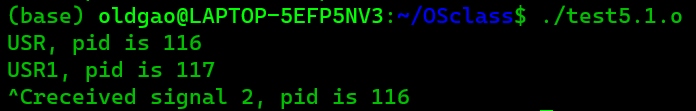 (base) oldgao@LAPTOP-5EFP5NV3:~/OSclass$ ./test5.1.o
USR, pid is 116
USR1, pid is 117
^Creceived signal 2, pid is 116